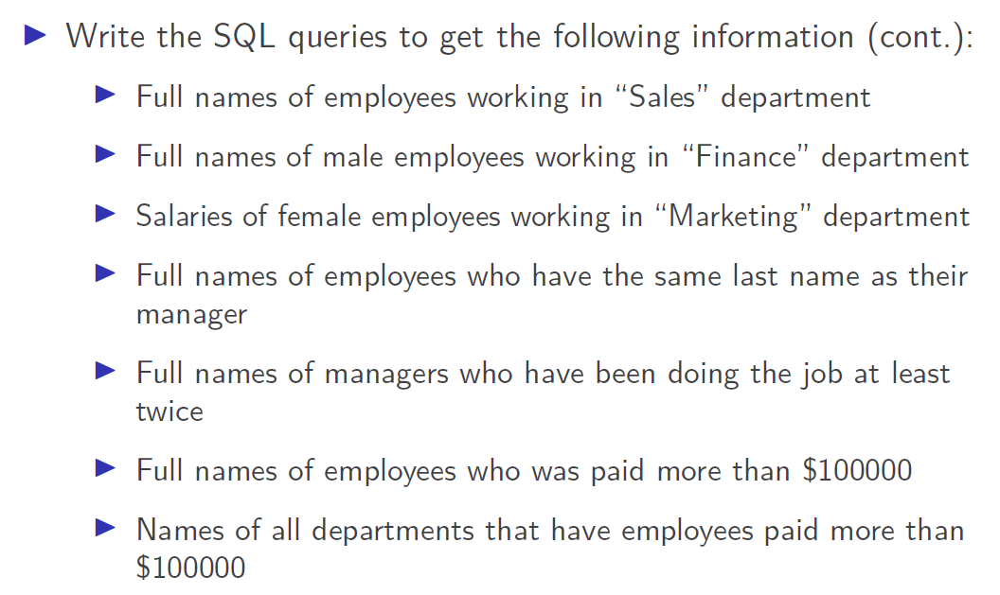 Write the SQL queries to get the following information (cont.):
Full names of employees working in “Sales” department
Full names of male employees working in “Finance” department
Salaries of female employees working in “Marketing” department
Full names of employees who have the same last name as their
manager
Full names of managers who have been doing the job at least
twice
Full names of employees who was paid more than $100000
Names of all departments that have employees paid more than
$100000